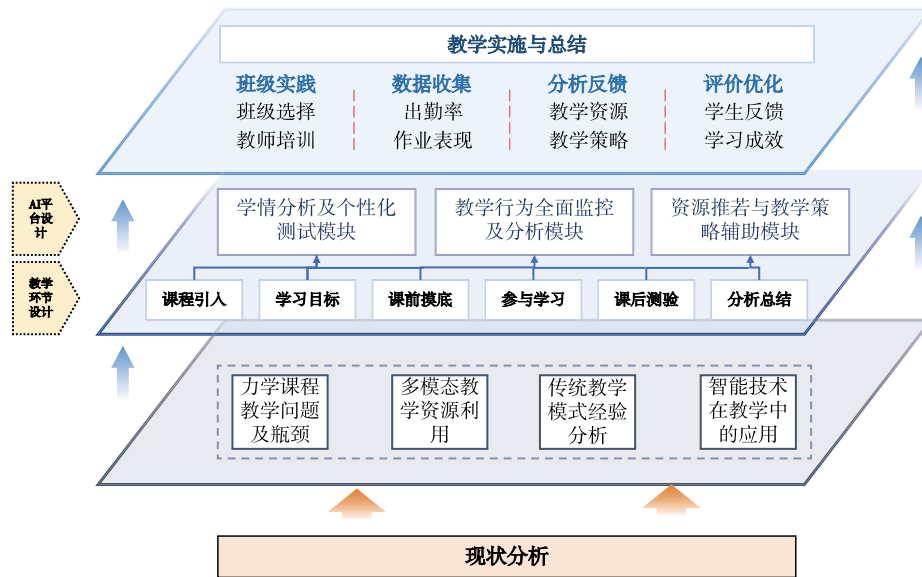 教学实施与总结
班级实践 数据收集 分析反馈 评价优化
班级选择 出勤率 教学资源 学生反馈
教师培训 作业表现 教学策略 学习成效
AI平
台设
计
学情分析及个性化
测试模块
教学行为全面监控
及分析模块
资源推若与教学策
略辅助模块
教学
环节
设计
课程引入 学习目标 课前摸底 参与学习 课后测验 分析总结
力学课程
教学问题
及瓶颈
多模态教
学资源利
用
传统教学
模式经验
分析
智能技术
在教学中
的应用
现状分析